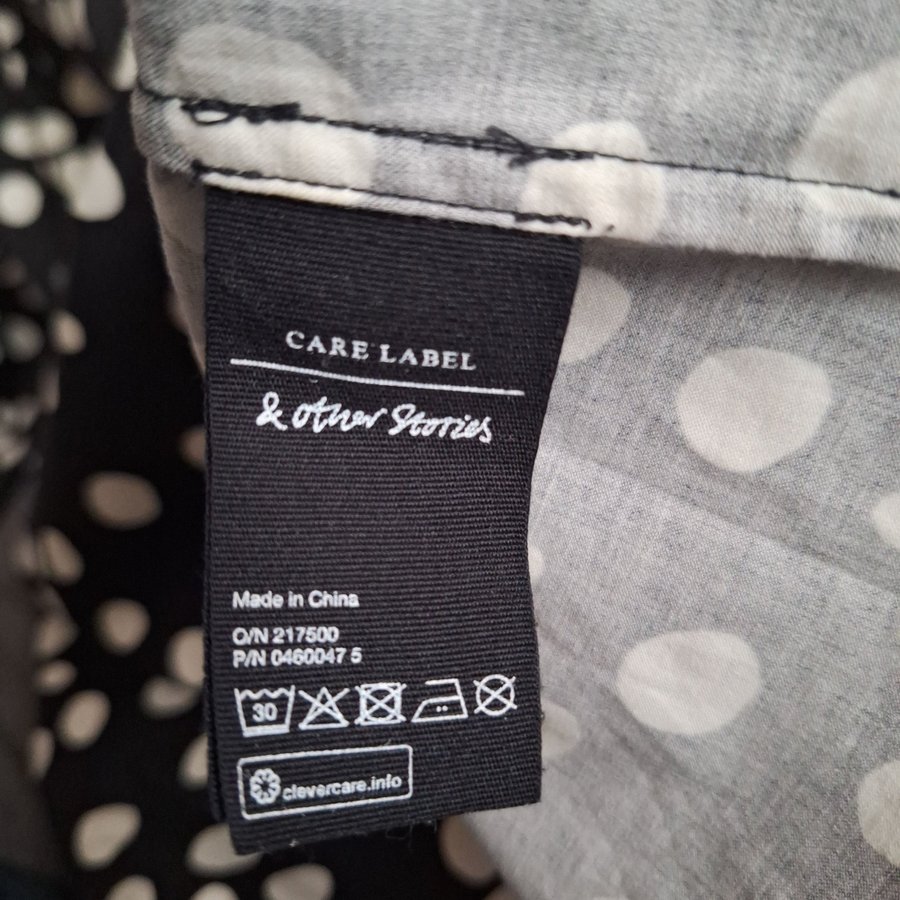 CARE LABEL
& other Stories
Made in China
O/N 217500
P/N 0460047 5
30
clevercare.info